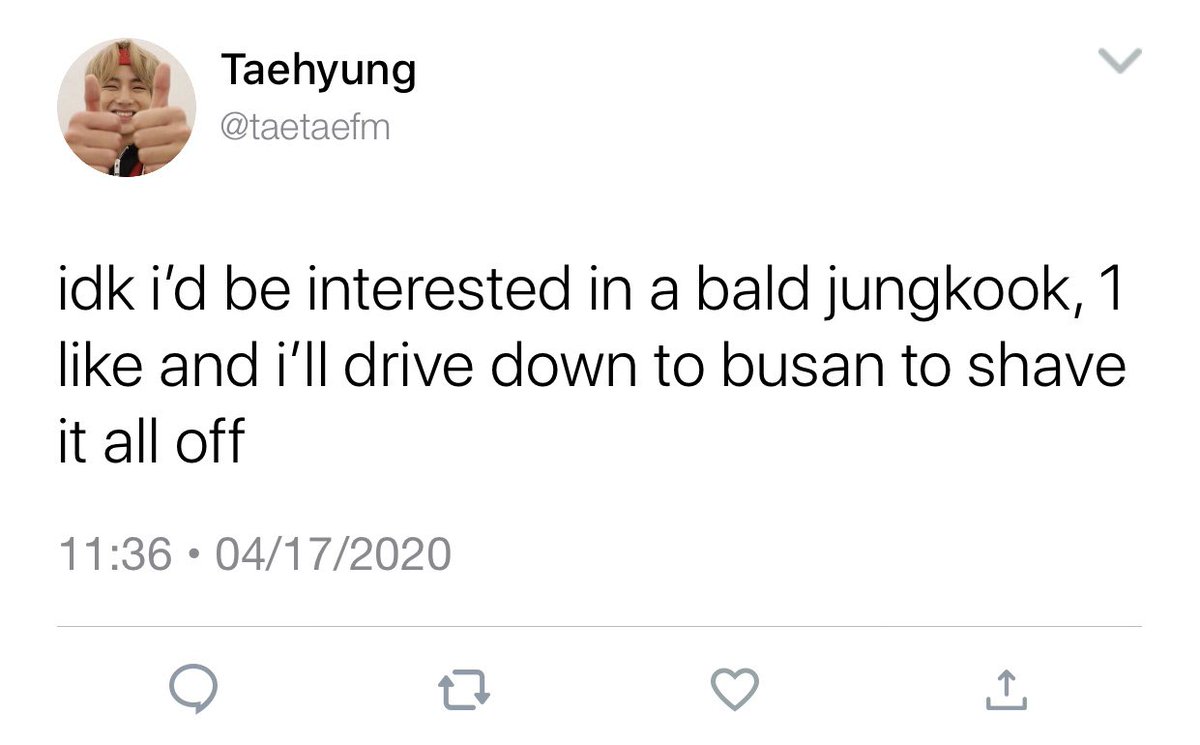 Taehyung
@taetaefm
idk i’d be interested in a bald jungkook, 1
like and i’ll drive down to busan to shave
it all off
11:36 • 04/17/2020